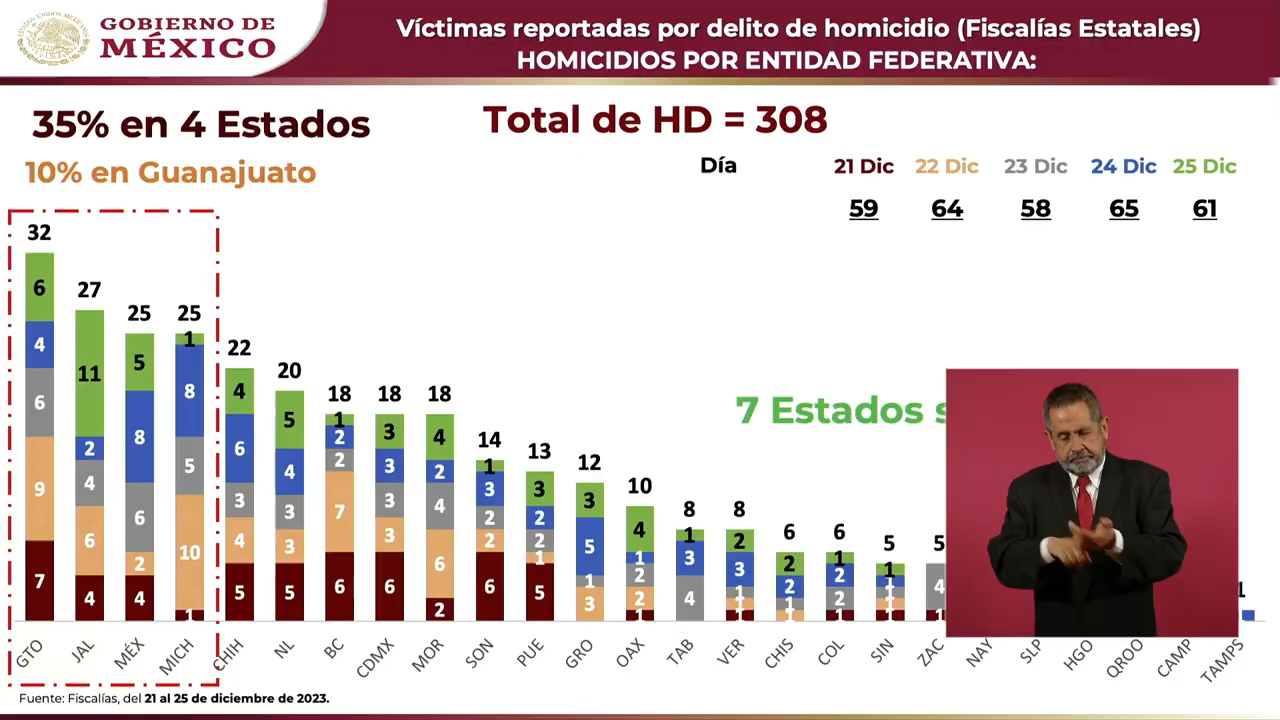 GOBIERNO DE
MÉXICO
Víctimas reportadas por delito de homicidio (Fiscalías Estatales)
HOMICIDIOS POR ENTIDAD FEDERATIVA:
35% en 4 Estados
Total de HD = 308
10% en Guanajuato
Día 21 Dic 22 Dic 23 Dic 24 Dic 25 Dic
59 64 58 65 61
32 27 25 25 22 20 18 18 18 14 13 12 10 8 8 6 6 5 5 1
6 11 5 1 4 5 1 3 4 1 3 3 4 1 2 2 1 1
4 2 8 8 6 4 2 3 2 3 2 5 1 3 3 2 2 1
6 4 6 5 3 3 2 3 4 2 2 1 2 4 1 1 2 1 4
9 6 2 10 4 3 7 3 6 2 1 3 2 1 1 1 1
7 4 4 1 5 5 6 6 2 6 5 1 1 1 1 1
7 Estados
GTO JAL MÉX MICH CHIH NL BC CDMX MOR SON PUE GRO OAX TAB VER CHIS COL SIN ZAC NAY SLP HGO QROO CAMP TAMPS
Fuente: Fiscalías, del 21 al 25 de diciembre de 2023.